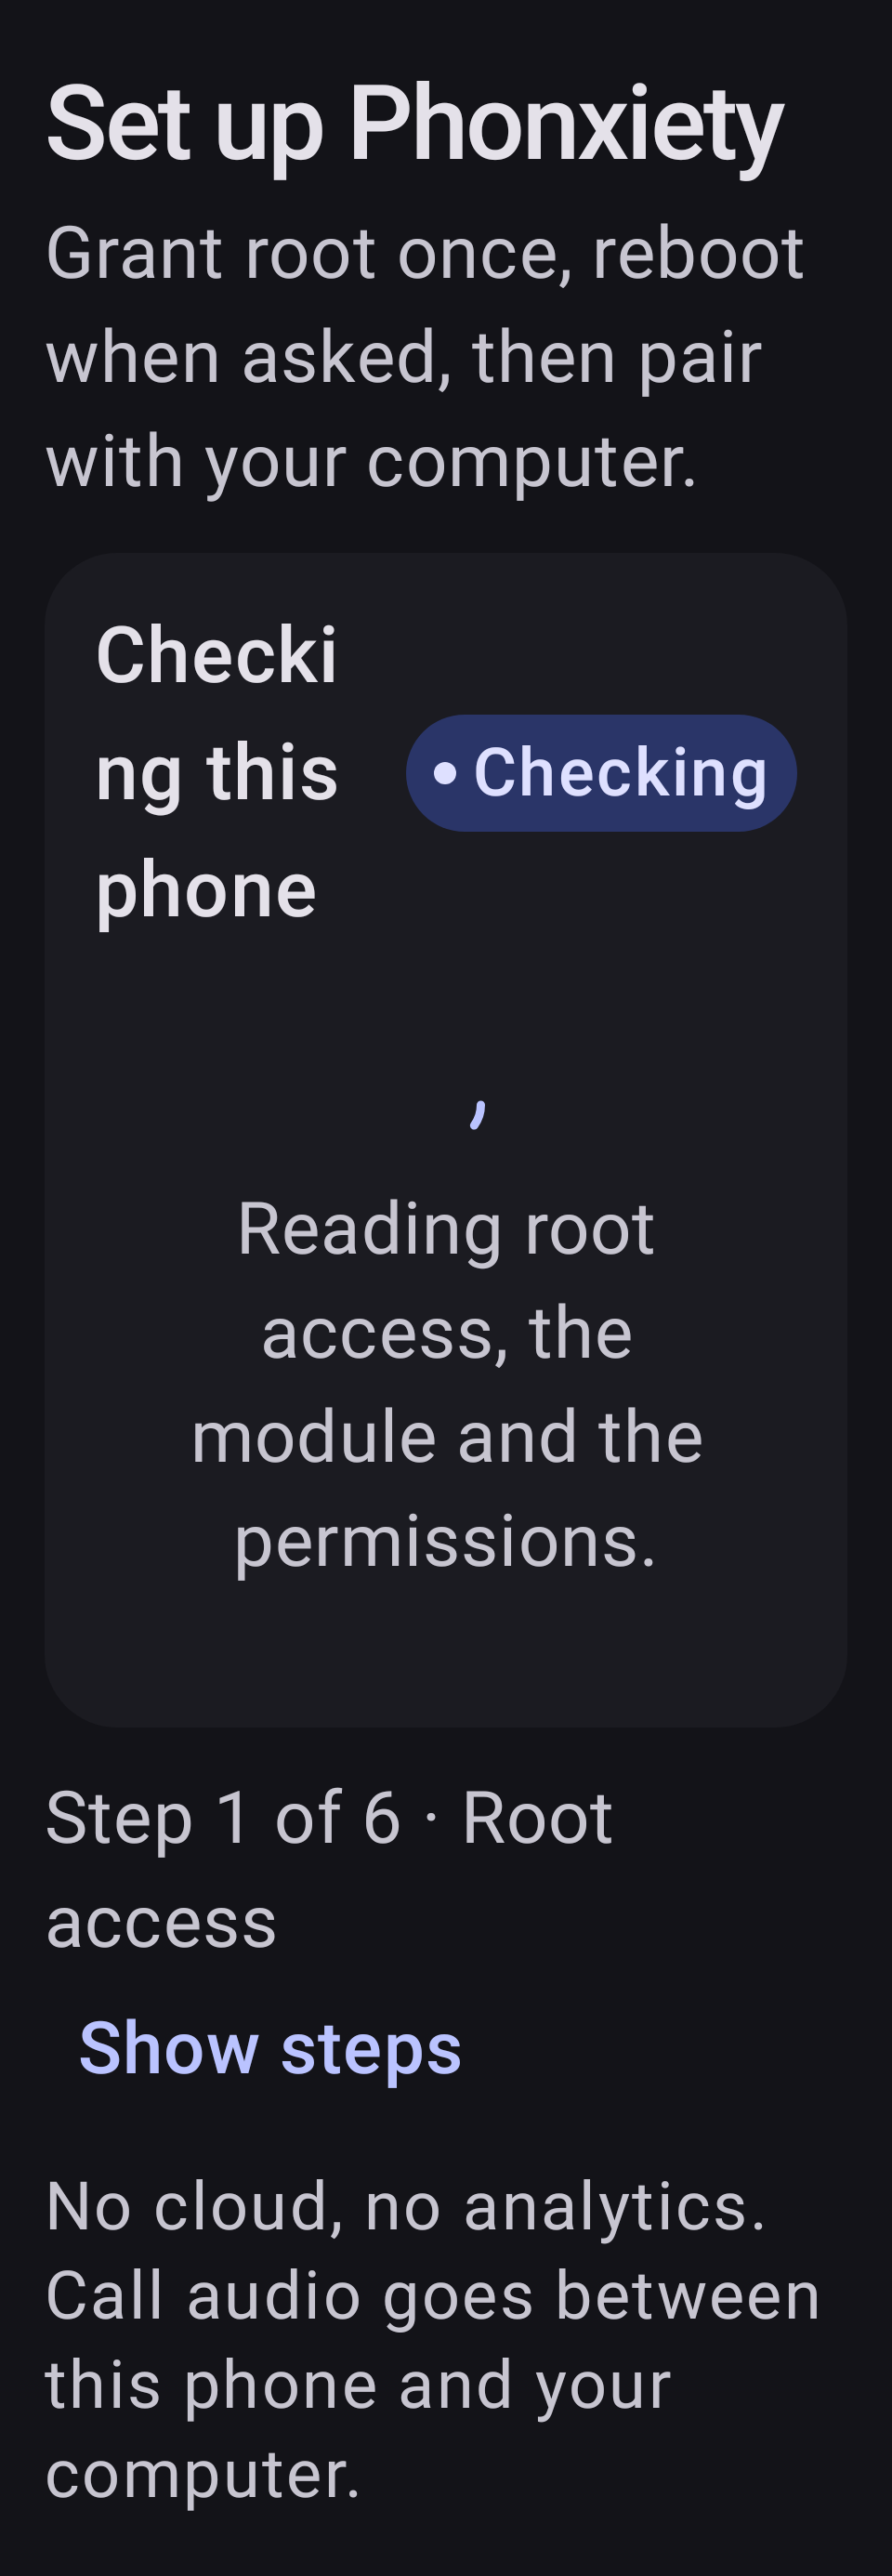 Set up Phonxiety
Grant root once, reboot
when asked, then pair
with your computer.
Checki
ng this
phone
• Checking
Reading root
access, the
module and the
permissions.
Step 1 of 6 · Root
access
Show steps
No cloud, no analytics.
Call audio goes between
this phone and your
computer.